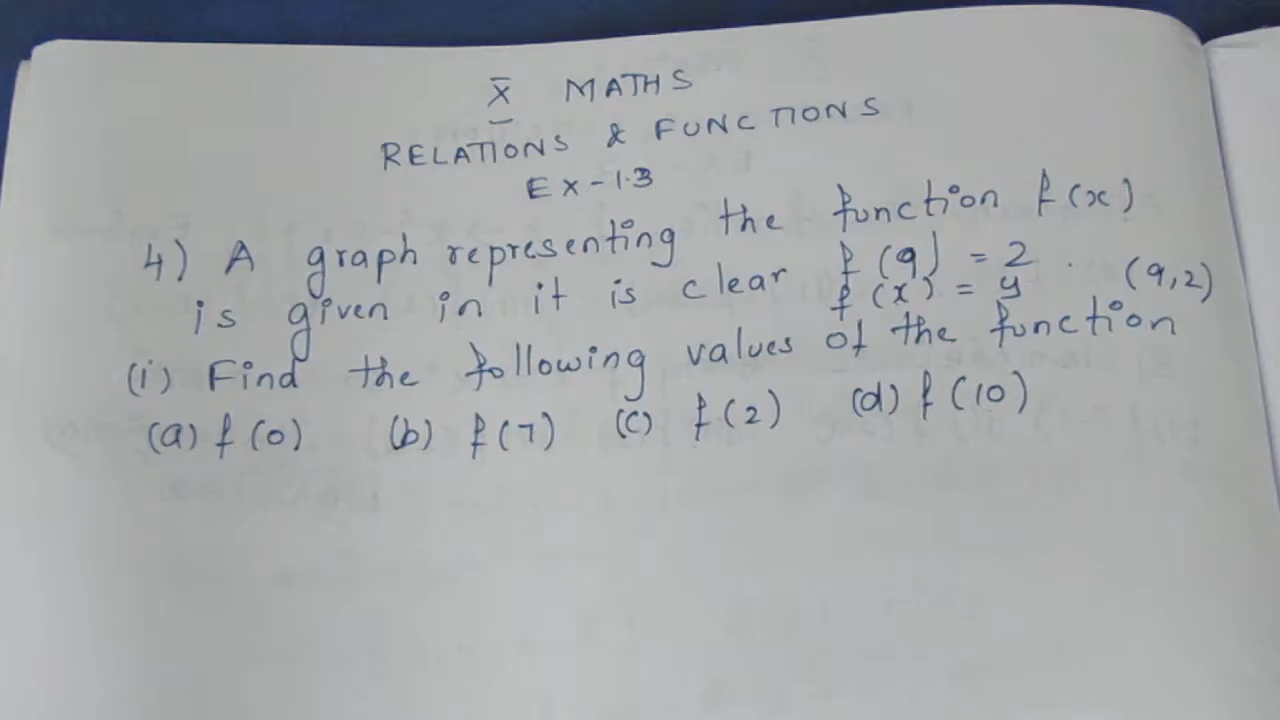 X MATHS
RELATIONS & FUNCTIONS
EX-1.3
4) A graph representing the function f(x)
is given in it is clear f(9) = 2 . (9,2)
f(x) = y
(i) Find the following values of the function
(a) f(0) (b) f(7) (c) f(2) (d) f(10)